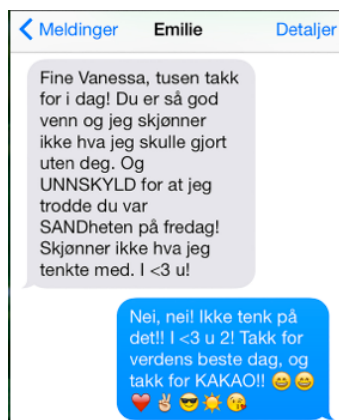 Meldinger Emilie Detaljer
Fine Vanessa, tusen takk
for i dag! Du er så god
venn og jeg skjønner
ikke hva jeg skulle gjort
uten deg. Og
UNNSKYLD for at jeg
trodde du var
SANDheten på fredag!
Skjønner ikke hva jeg
tenkte med. I <3 u!
Nei, nei! Ikke tenk på
det!! I <3 u 2! Takk for
verdens beste dag, og
takk for KAKAO!! 😄😄
❤️✌️😎☀️😘